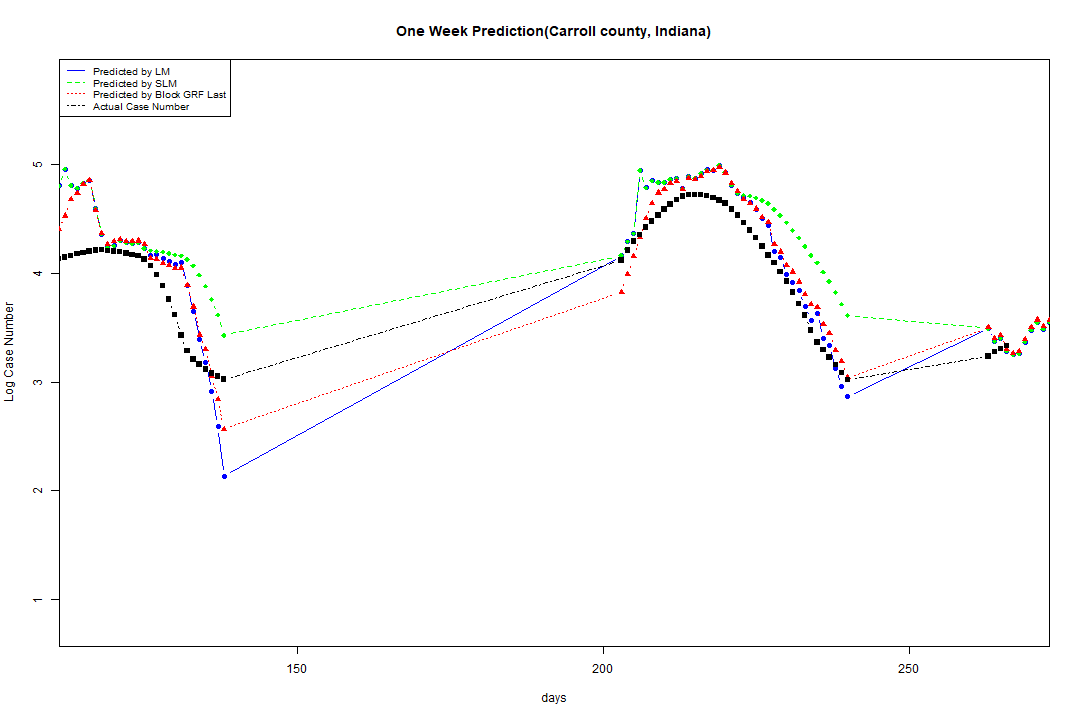 One Week Prediction(Carroll county, Indiana)
Predicted by LM
Predicted by SLM
Predicted by Block GRF Last
Actual Case Number
5
4
3
2
1
Log Case Number
150
200
250
days